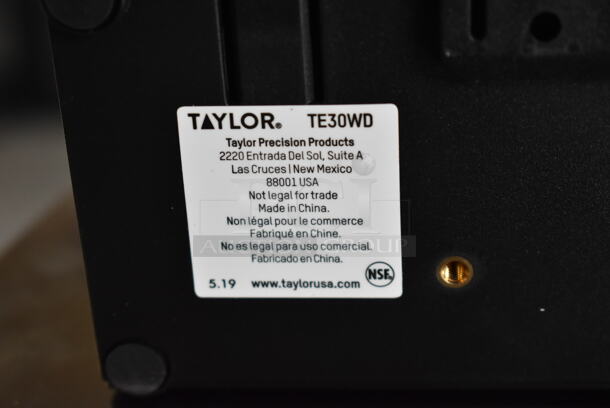 TAYLOR® TE30WD
Taylor Precision Products
2220 Entrada Del Sol, Suite A
Las Cruces | New Mexico
88001 USA
Not legal for trade
Made in China.
Non légal pour le commerce
Fabriqué en Chine.
No es legal para uso comercial.
Fabricado en China.
5.19 www.taylorusa.com NSF®